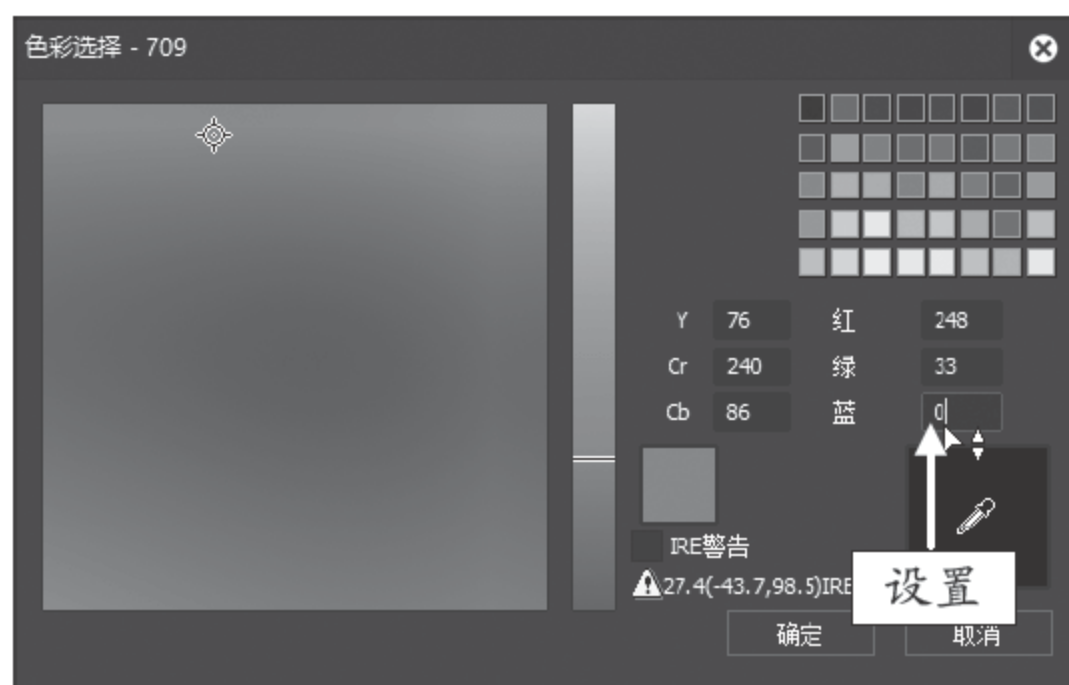 色彩选择 - 709
Y 76 红 248
Cr 240 绿 33
Cb 86 蓝 0
IRE警告
27.4(-43.7,98.5)IRE
设置
确定 取消